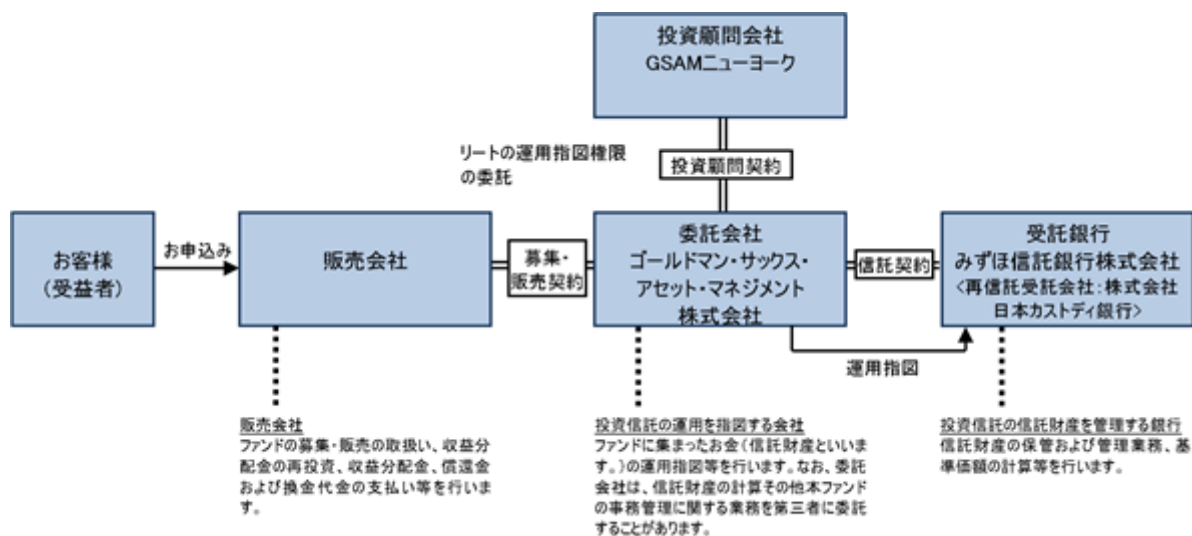 投資顧問会社
GSAMニューヨーク
リートの運用指図権限
の委託
投資顧問契約
お客様
（受益者）
お申込み
販売会社
募集・
販売契約
委託会社
ゴールドマン・サックス・
アセット・マネジメント
株式会社
信託契約
受託銀行
みずほ信託銀行株式会社
<再信託受託会社：株式会社
日本カストディ銀行>
運用指図
販売会社
ファンドの募集・販売の取扱い、収益分
配金の再投資、収益分配金、償還金
および換金代金の支払い等を行いま
す。
投資信託の運用を指図する会社
ファンドに集まったお金（信託財産といいま
す。）の運用指図等を行います。なお、委託
会社は、信託財産の計算その他本ファンド
の事務管理に関する業務を第三者に委託
することがあります。
投資信託の信託財産を管理する銀行
信託財産の保管および管理業務、基
準価額の計算等を行います。